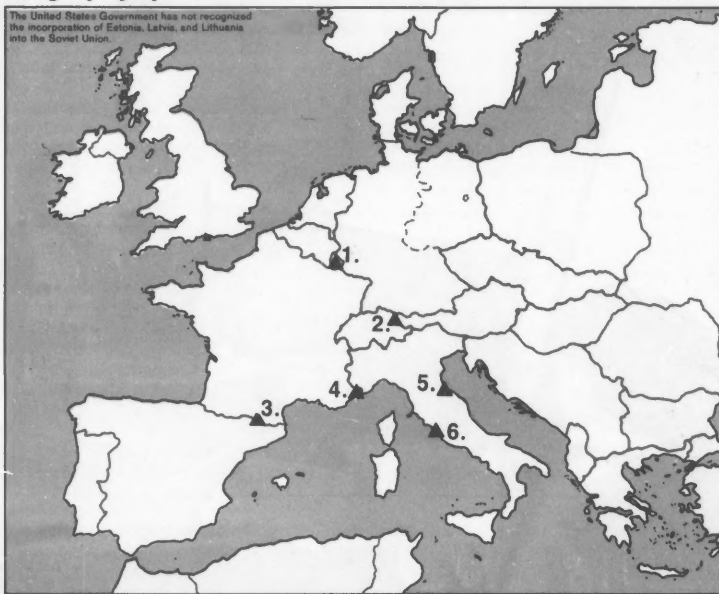 The United States Government has not recognized
the incorporation of Estonia, Latvia, and Lithuania
into the Soviet Union.
1.
2.
3.
4.
5.
6.